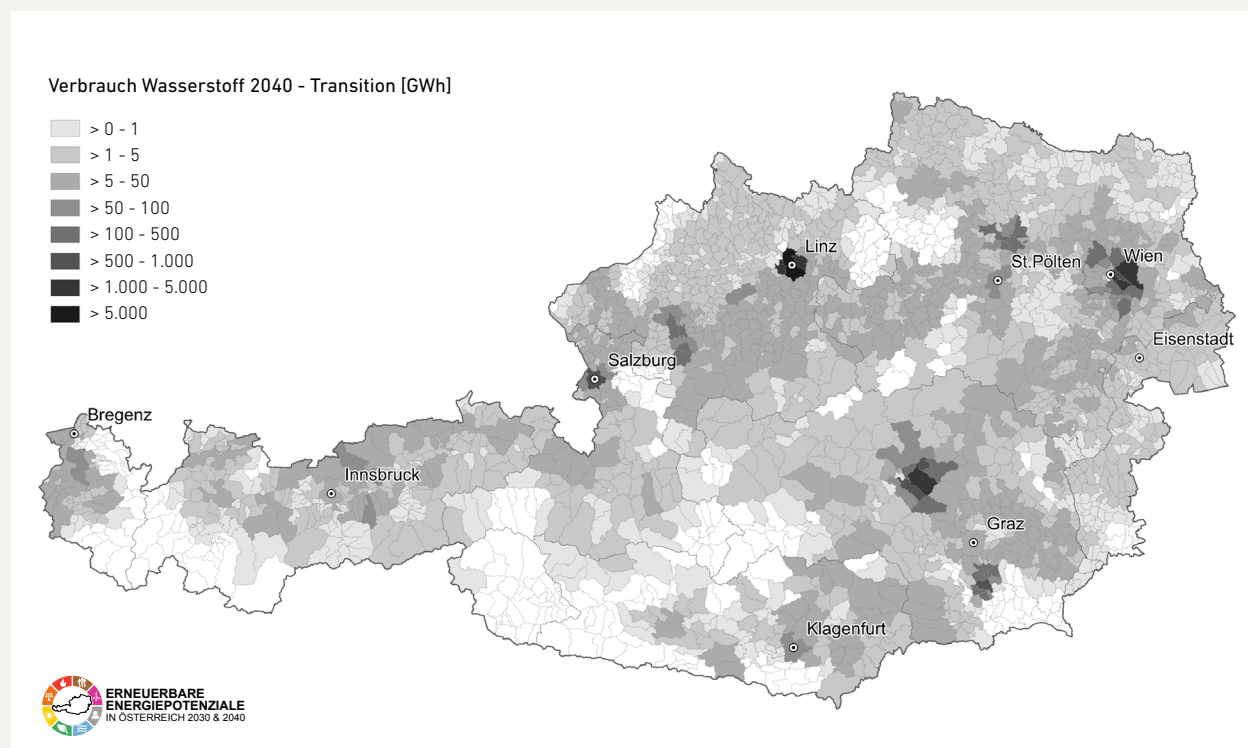 Verbrauch Wasserstoff 2040 - Transition [GWh]
> 0 - 1
> 1 - 5
> 5 - 50
> 50 - 100
> 100 - 500
> 500 - 1.000
> 1.000 - 5.000
> 5.000
Linz
Wien
St.Pölten
Eisenstadt
Salzburg
Bregenz
Innsbruck
Graz
Klagenfurt
ERNEUERBARE
ENERGIEPOTENZIALE
IN ÖSTERREICH 2030 & 2040